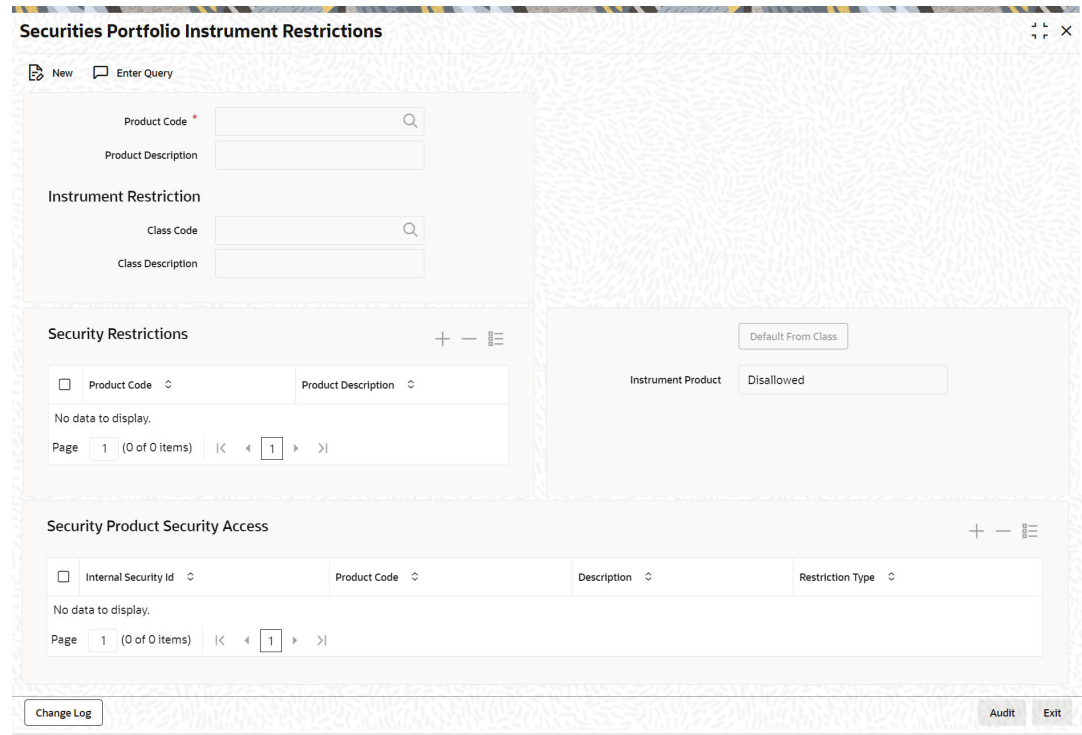 Securities Portfolio Instrument Restrictions
New Enter Query
Product Code *
Product Description
Instrument Restriction
Class Code
Class Description
Security Restrictions
Product Code Product Description
No data to display.
Page 1 (0 of 0 items) 1
Default From Class
Instrument Product Disallowed
Security Product Security Access
Internal Security Id Product Code Description Restriction Type
No data to display.
Page 1 (0 of 0 items) 1
Change Log Audit Exit